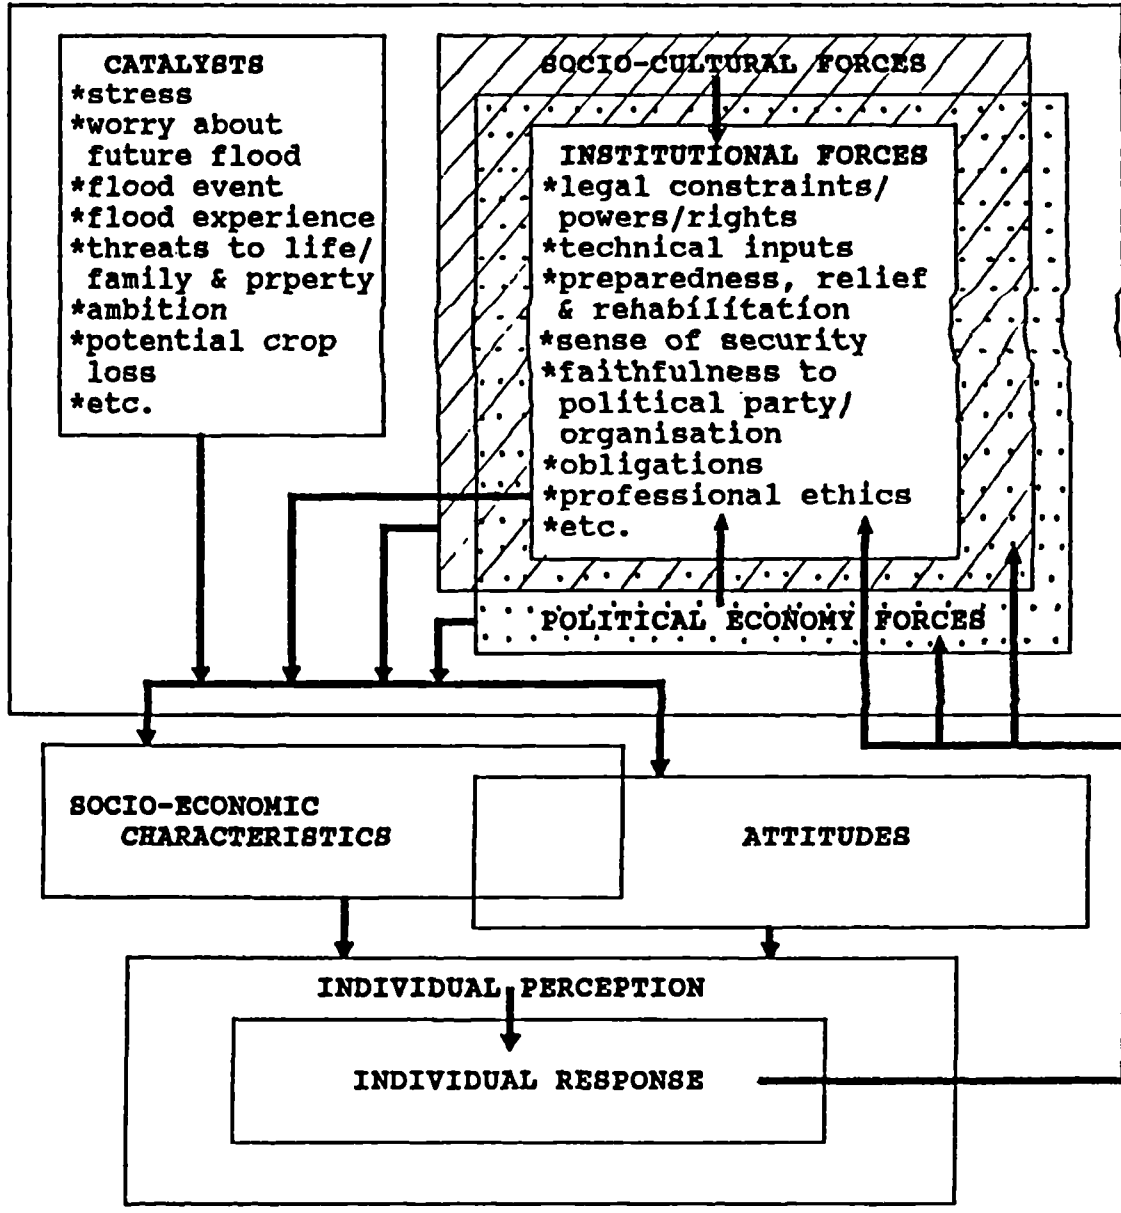 CATALYSTS
*stress
*worry about
future flood
*flood event
*flood experience
*threats to life/
family & prperty
*ambition
*potential crop
loss
*etc.
SOCIO-CULTURAL FORCES
INSTITUTIONAL FORCES
*legal constraints/
powers/rights
*technical inputs
*preparedness, relief
& rehabilitation
*sense of security
*faithfulness to
political party/
organisation
*obligations
*professional ethics
*etc.
POLITICAL ECONOMY FORCES
SOCIO-ECONOMIC
CHARACTERISTICS
ATTITUDES
INDIVIDUAL PERCEPTION
INDIVIDUAL RESPONSE